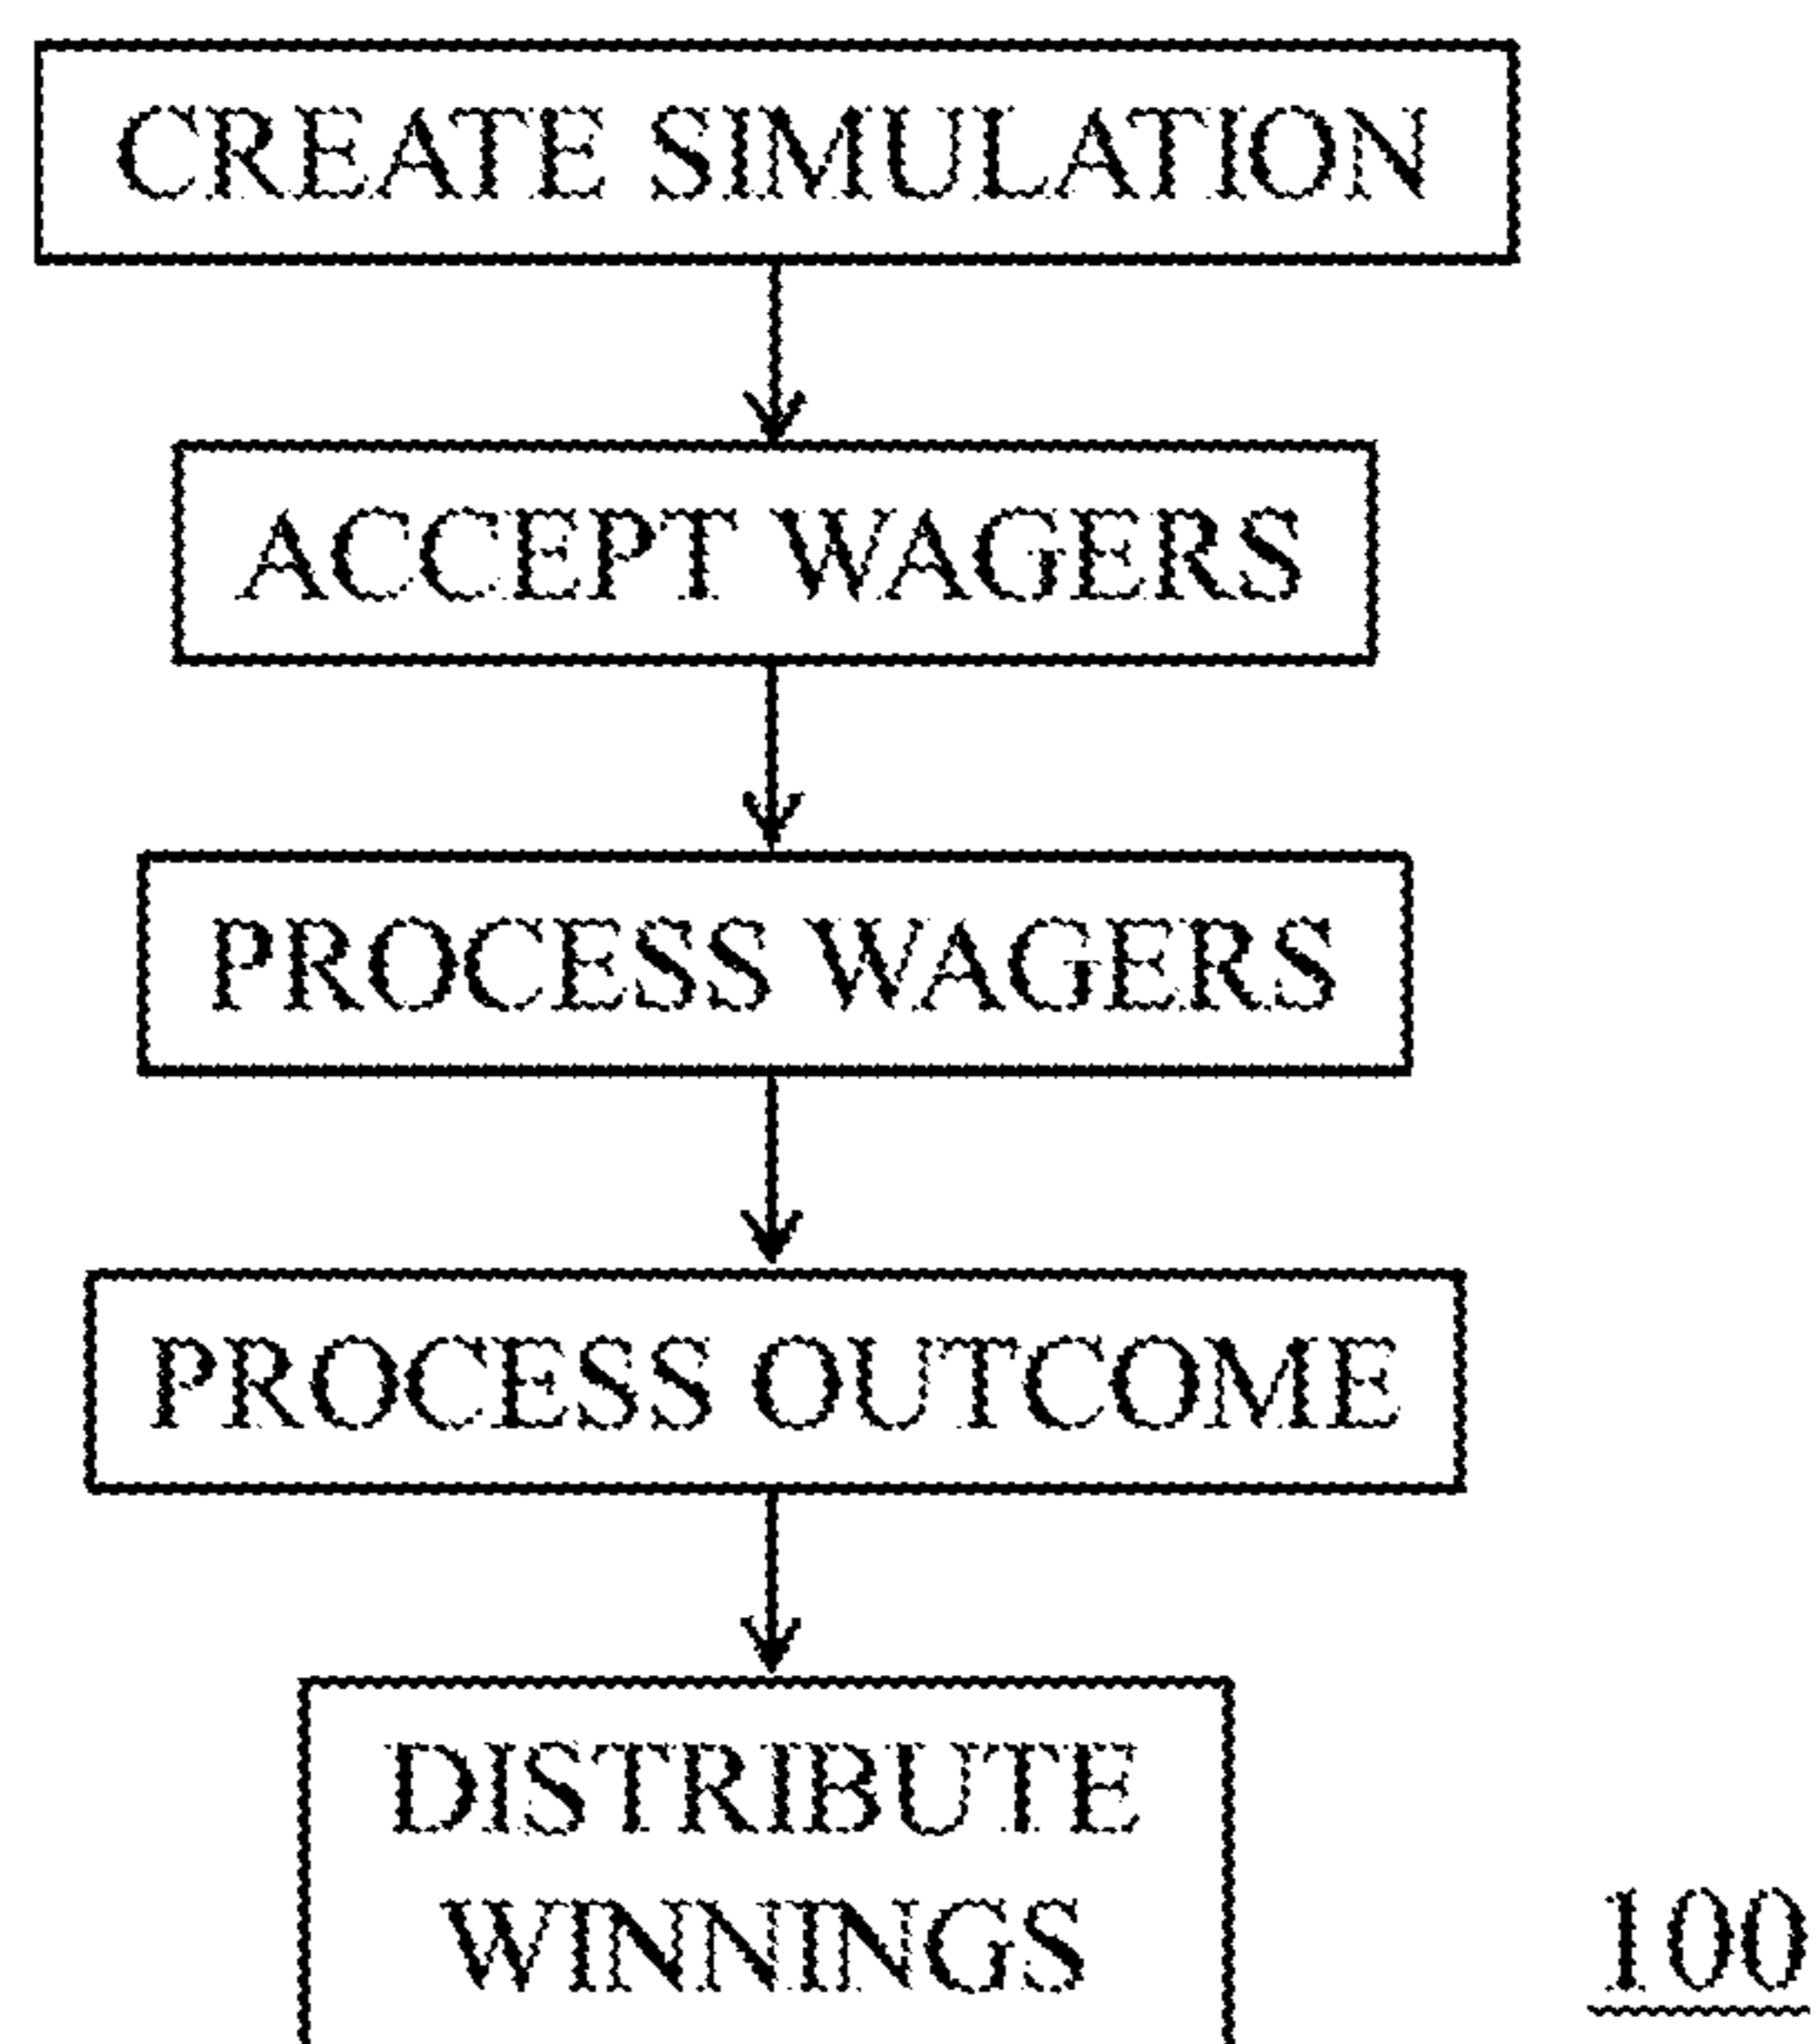 CREATE SIMULATION
ACCEPT WAGERS
PROCESS WAGERS
PROCESS OUTCOME
DISTRIBUTE
WINNINGS
100